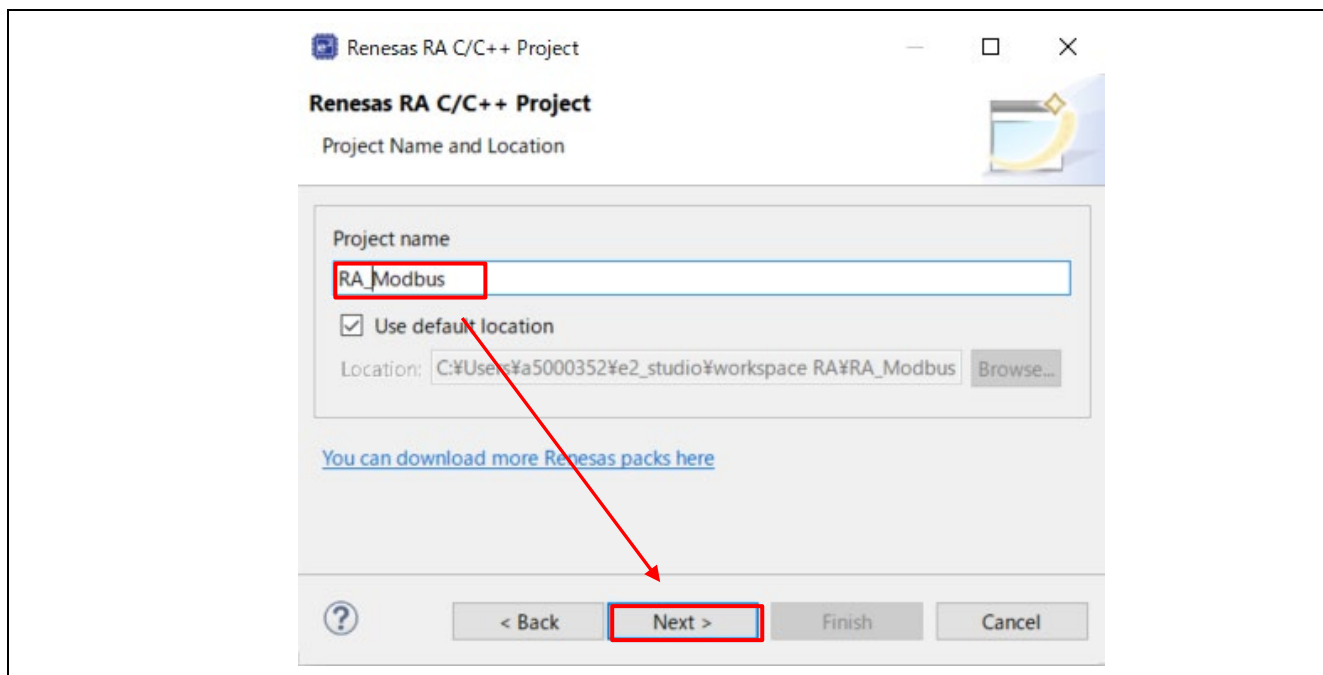 Renesas RA C/C++ Project
Renesas RA C/C++ Project
Project Name and Location
Project name
RA_Modbus
Use default location
Location: C:¥Users¥a5000352¥e2_studio¥workspace RA¥RA_Modbus Browse...
You can download more Renesas packs here
? < Back Next > Finish Cancel